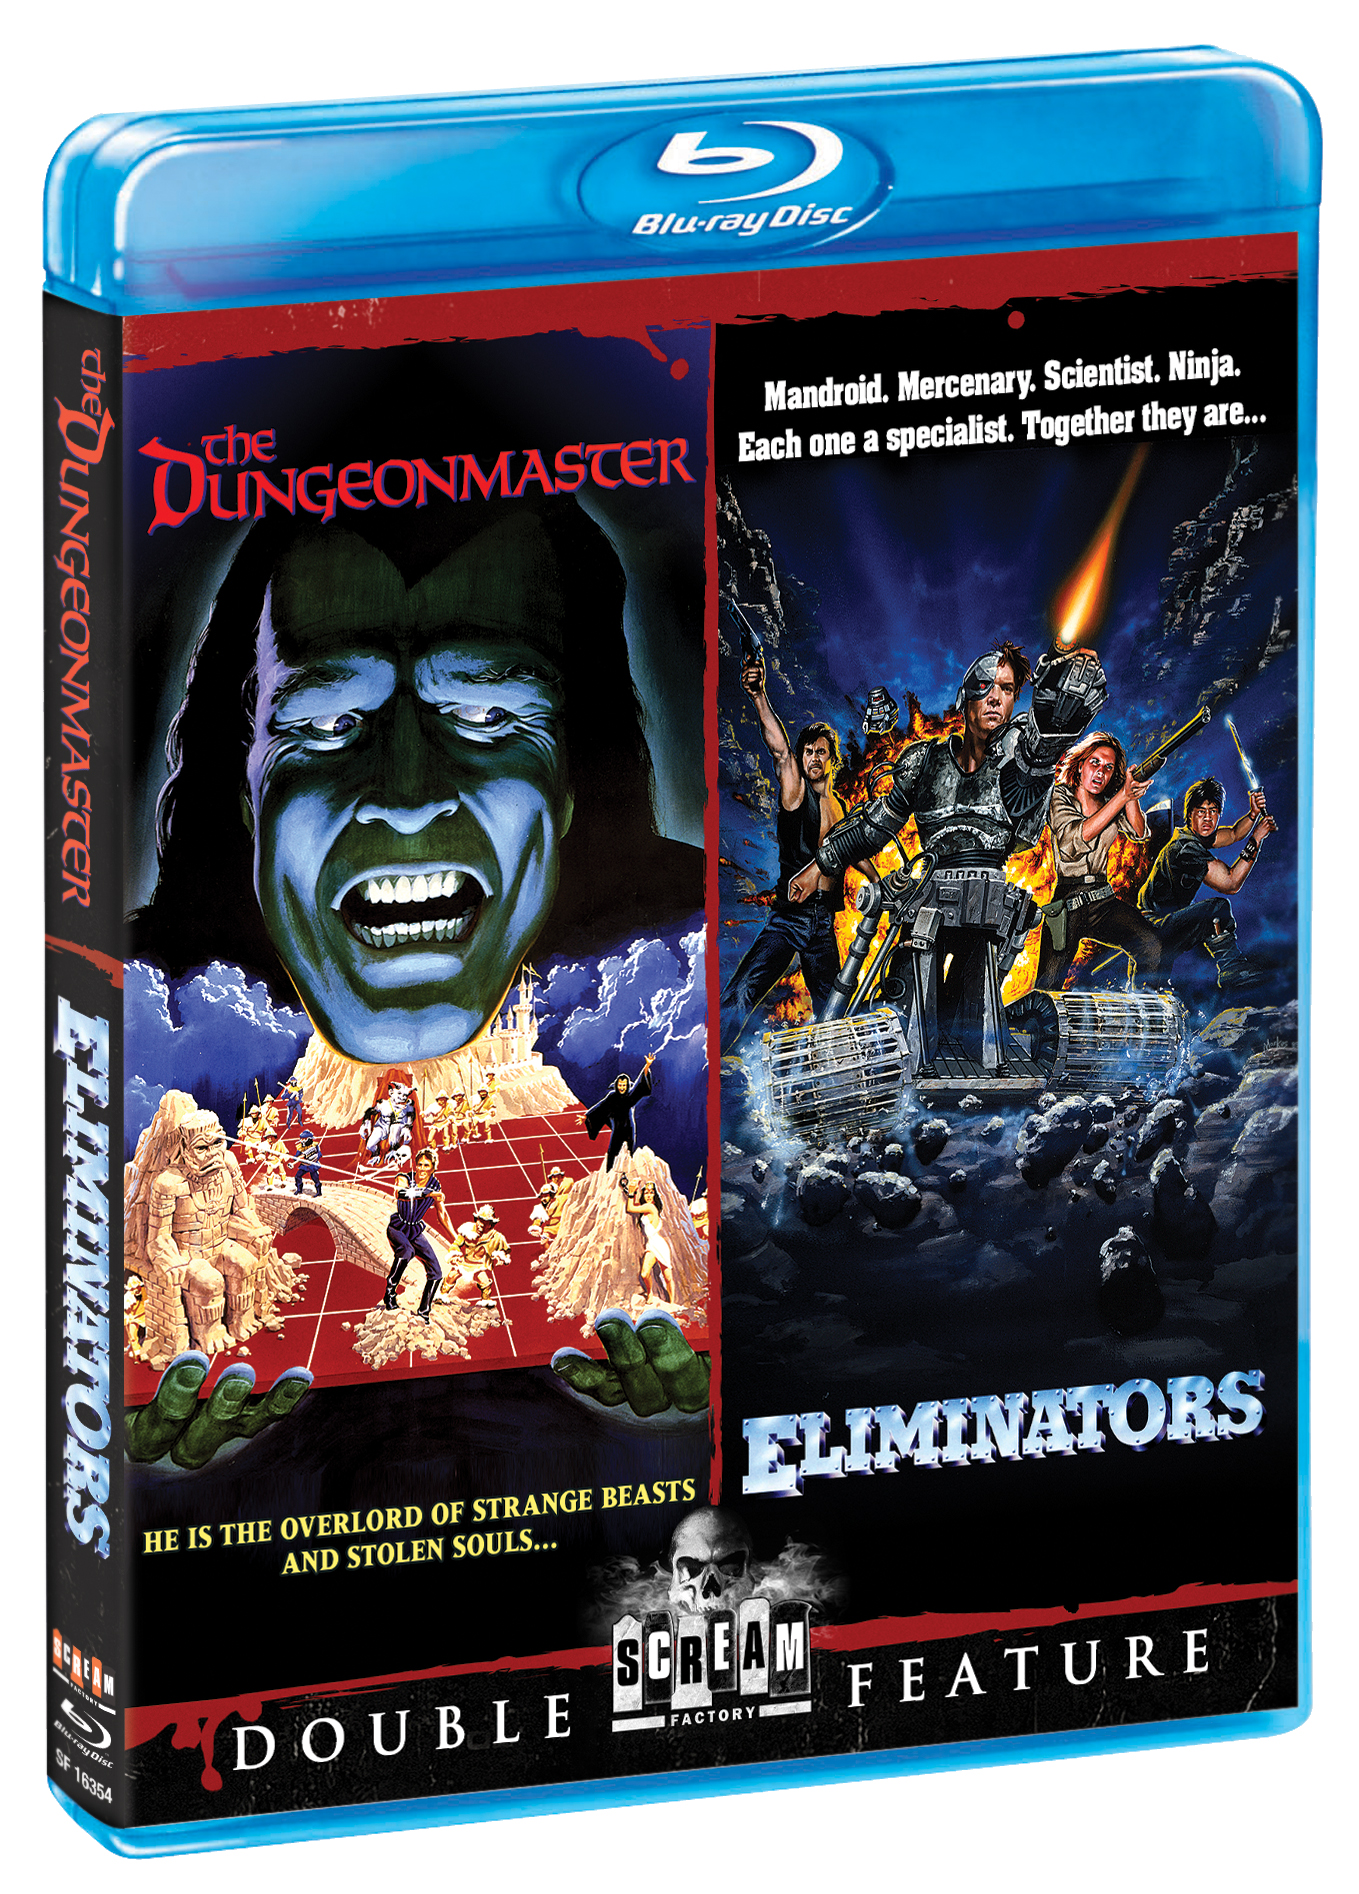 Blu-ray Disc
the
DUNGEONMASTER
Mandroid. Mercenary. Scientist. Ninja.
Each one a specialist. Together they are...
ELIMINATORS
HE IS THE OVERLORD OF STRANGE BEASTS
AND STOLEN SOULS...
SCREAM
FACTORY
DOUBLE FEATURE
the DUNGEONMASTER
ELIMINATORS
SCREAM
FACTORY
Blu-ray Disc
SF 16354